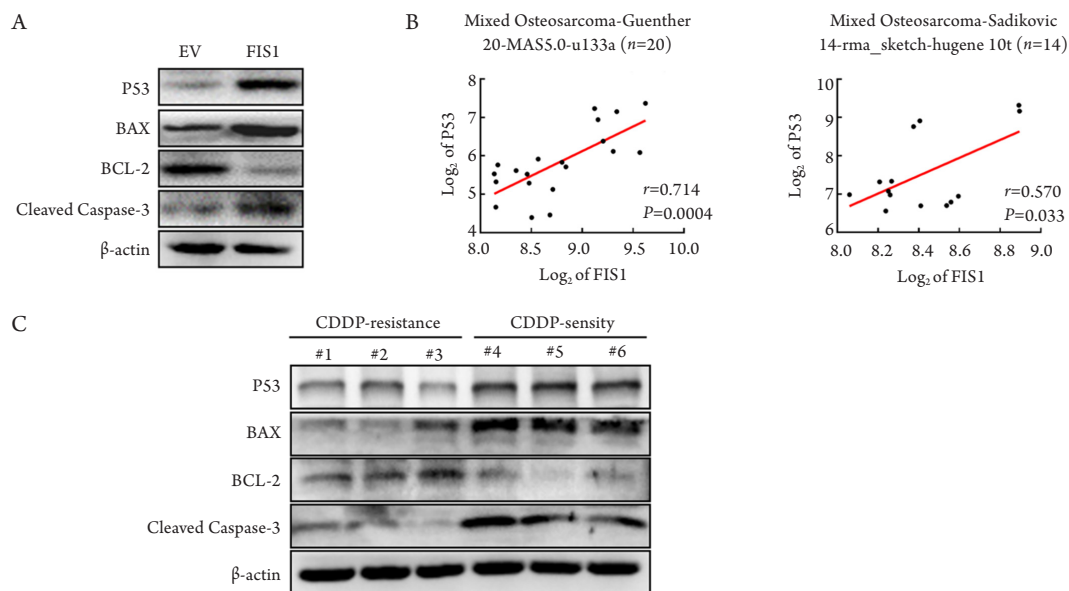 A
EV FIS1
P53
BAX
BCL-2
Cleaved Caspase-3
β-actin
B
Mixed Osteosarcoma-Guenther
20-MAS5.0-u133a (n=20)
Log₂ of P53
8
7
6
5
4
r=0.714
P=0.0004
8.0 8.5 9.0 9.5 10.0
Log₂ of FIS1
Mixed Osteosarcoma-Sadikovic
14-rma_sketch-hugene 10t (n=14)
Log₂ of P53
10
9
8
7
6
r=0.570
P=0.033
8.0 8.2 8.4 8.6 8.8 9.0
Log₂ of FIS1
C
CDDP-resistance CDDP-sensity
#1 #2 #3 #4 #5 #6
P53
BAX
BCL-2
Cleaved Caspase-3
β-actin